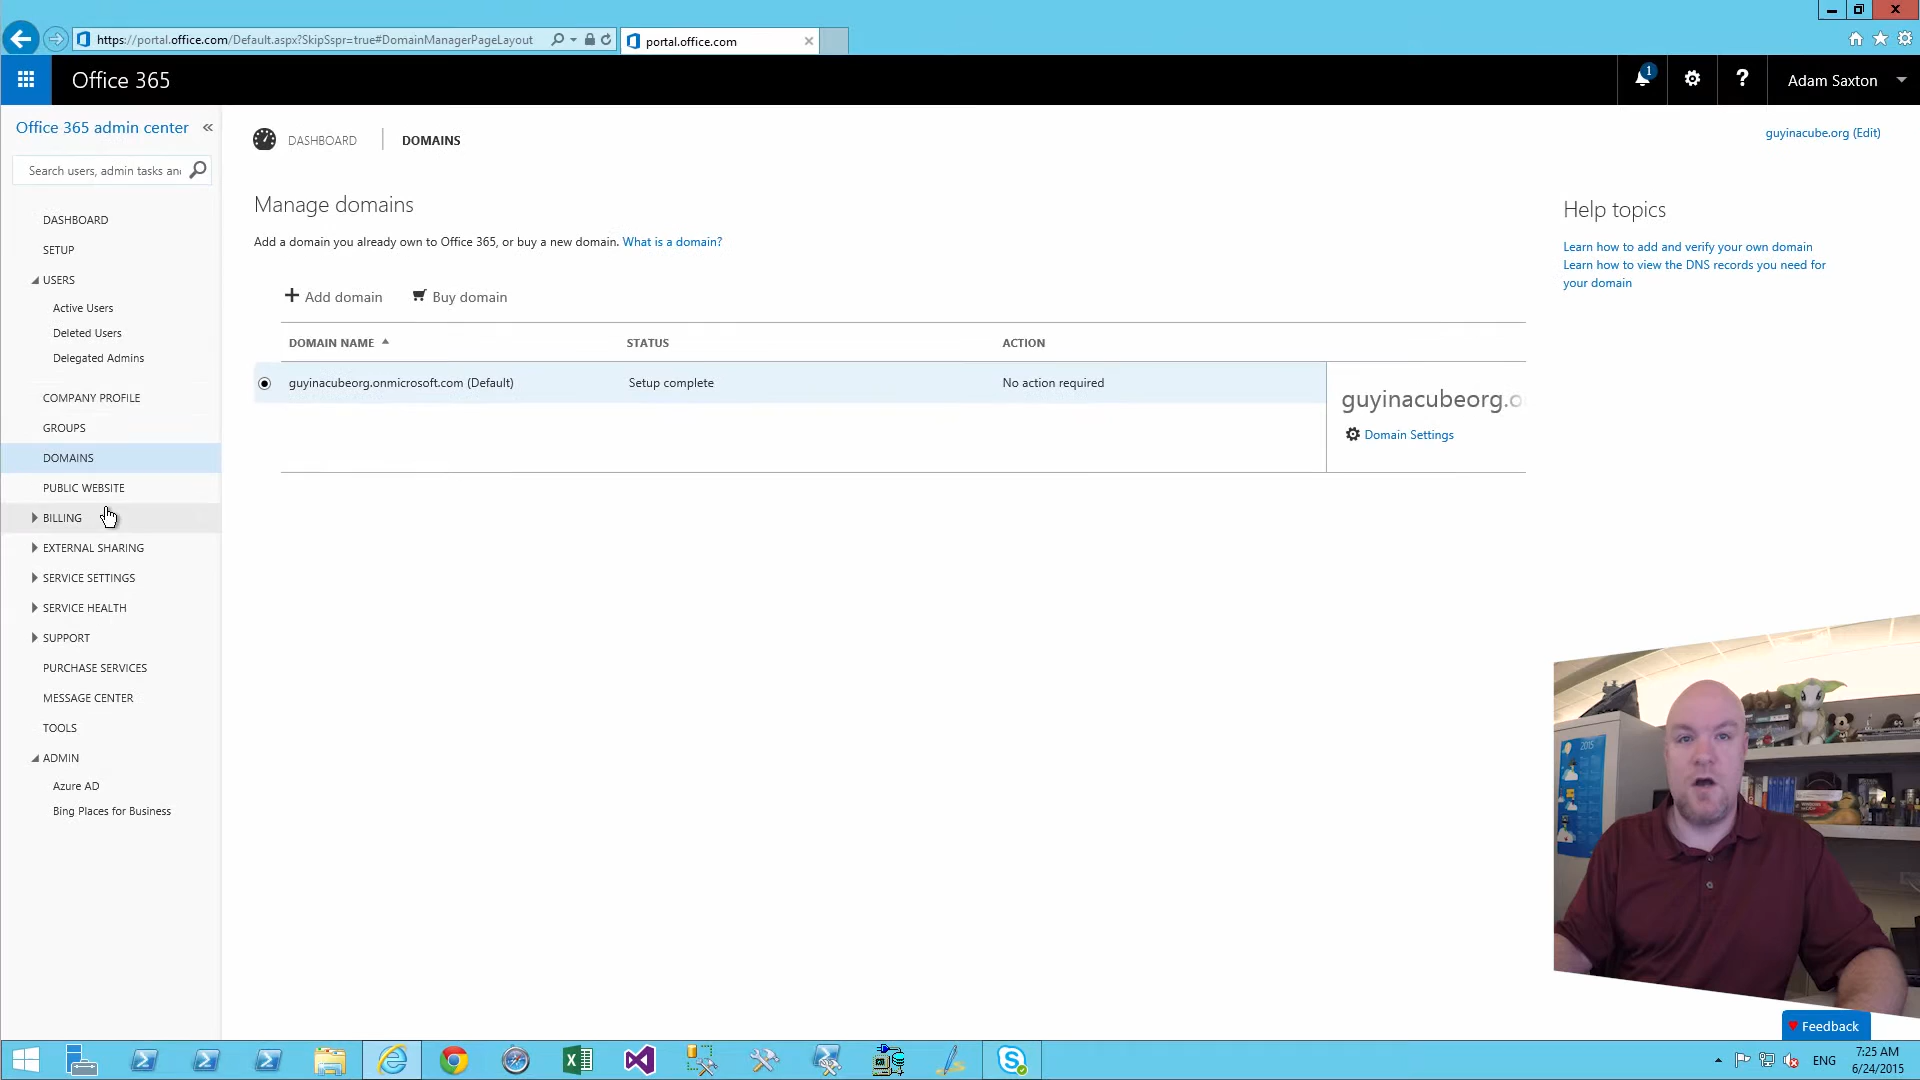 https://portal.office.com/Default.aspx?SkipSspr=true#DomainManagerPageLayout
portal.office.com
Office 365
1
?
Adam Saxton
Office 365 admin center
Search users, admin tasks an
DASHBOARD
SETUP
USERS
Active Users
Deleted Users
Delegated Admins
COMPANY PROFILE
GROUPS
DOMAINS
PUBLIC WEBSITE
BILLING
EXTERNAL SHARING
SERVICE SETTINGS
SERVICE HEALTH
SUPPORT
PURCHASE SERVICES
MESSAGE CENTER
TOOLS
ADMIN
Azure AD
Bing Places for Business
DASHBOARD
DOMAINS
guyinacube.org (Edit)
Manage domains
Add a domain you already own to Office 365, or buy a new domain. What is a domain?
Add domain
Buy domain
DOMAIN NAME STATUS ACTION
guyinacubeorg.onmicrosoft.com (Default) Setup complete No action required
guyinacubeorg.o
Domain Settings
Help topics
Learn how to add and verify your own domain
Learn how to view the DNS records you need for
your domain
2015
Feedback
ENG
7:25 AM
6/24/2015